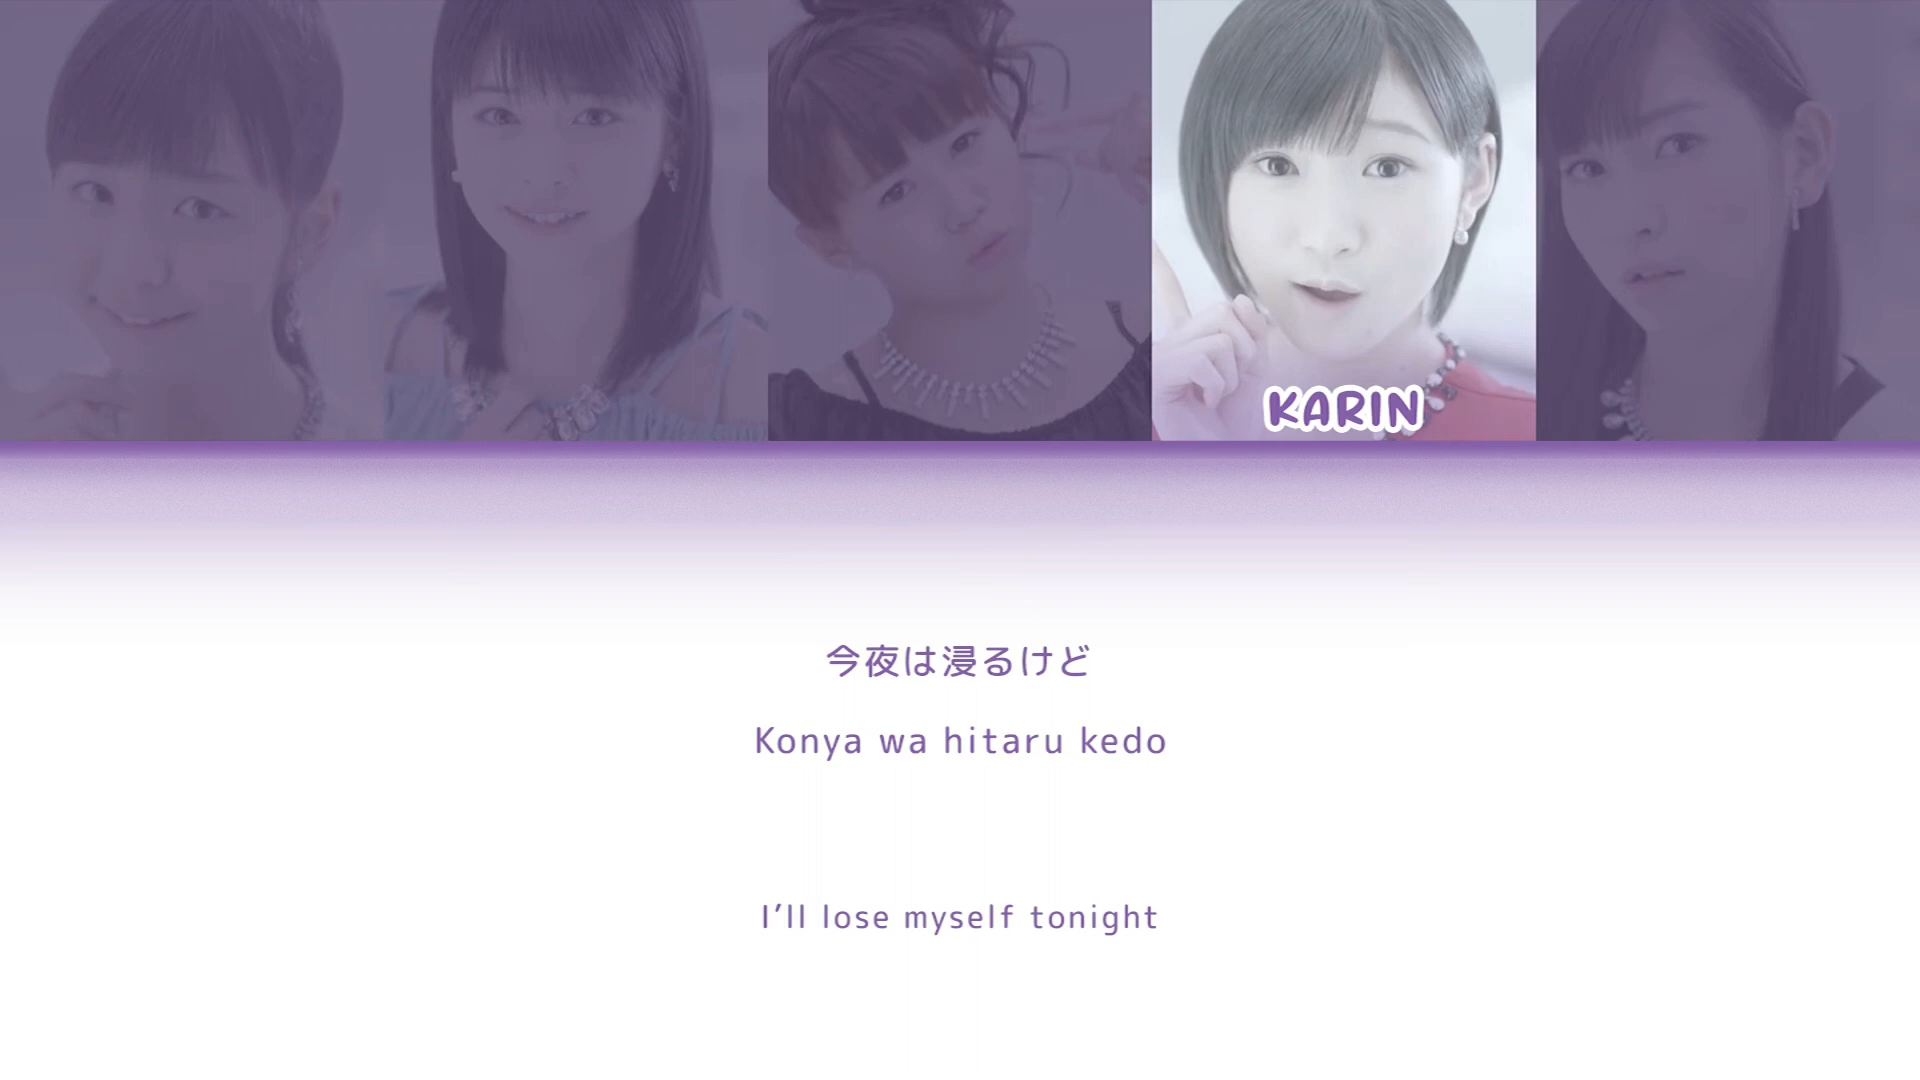 KARIN
今夜は浸るけど
Konya wa hitaru kedo
I’ll lose myself tonight